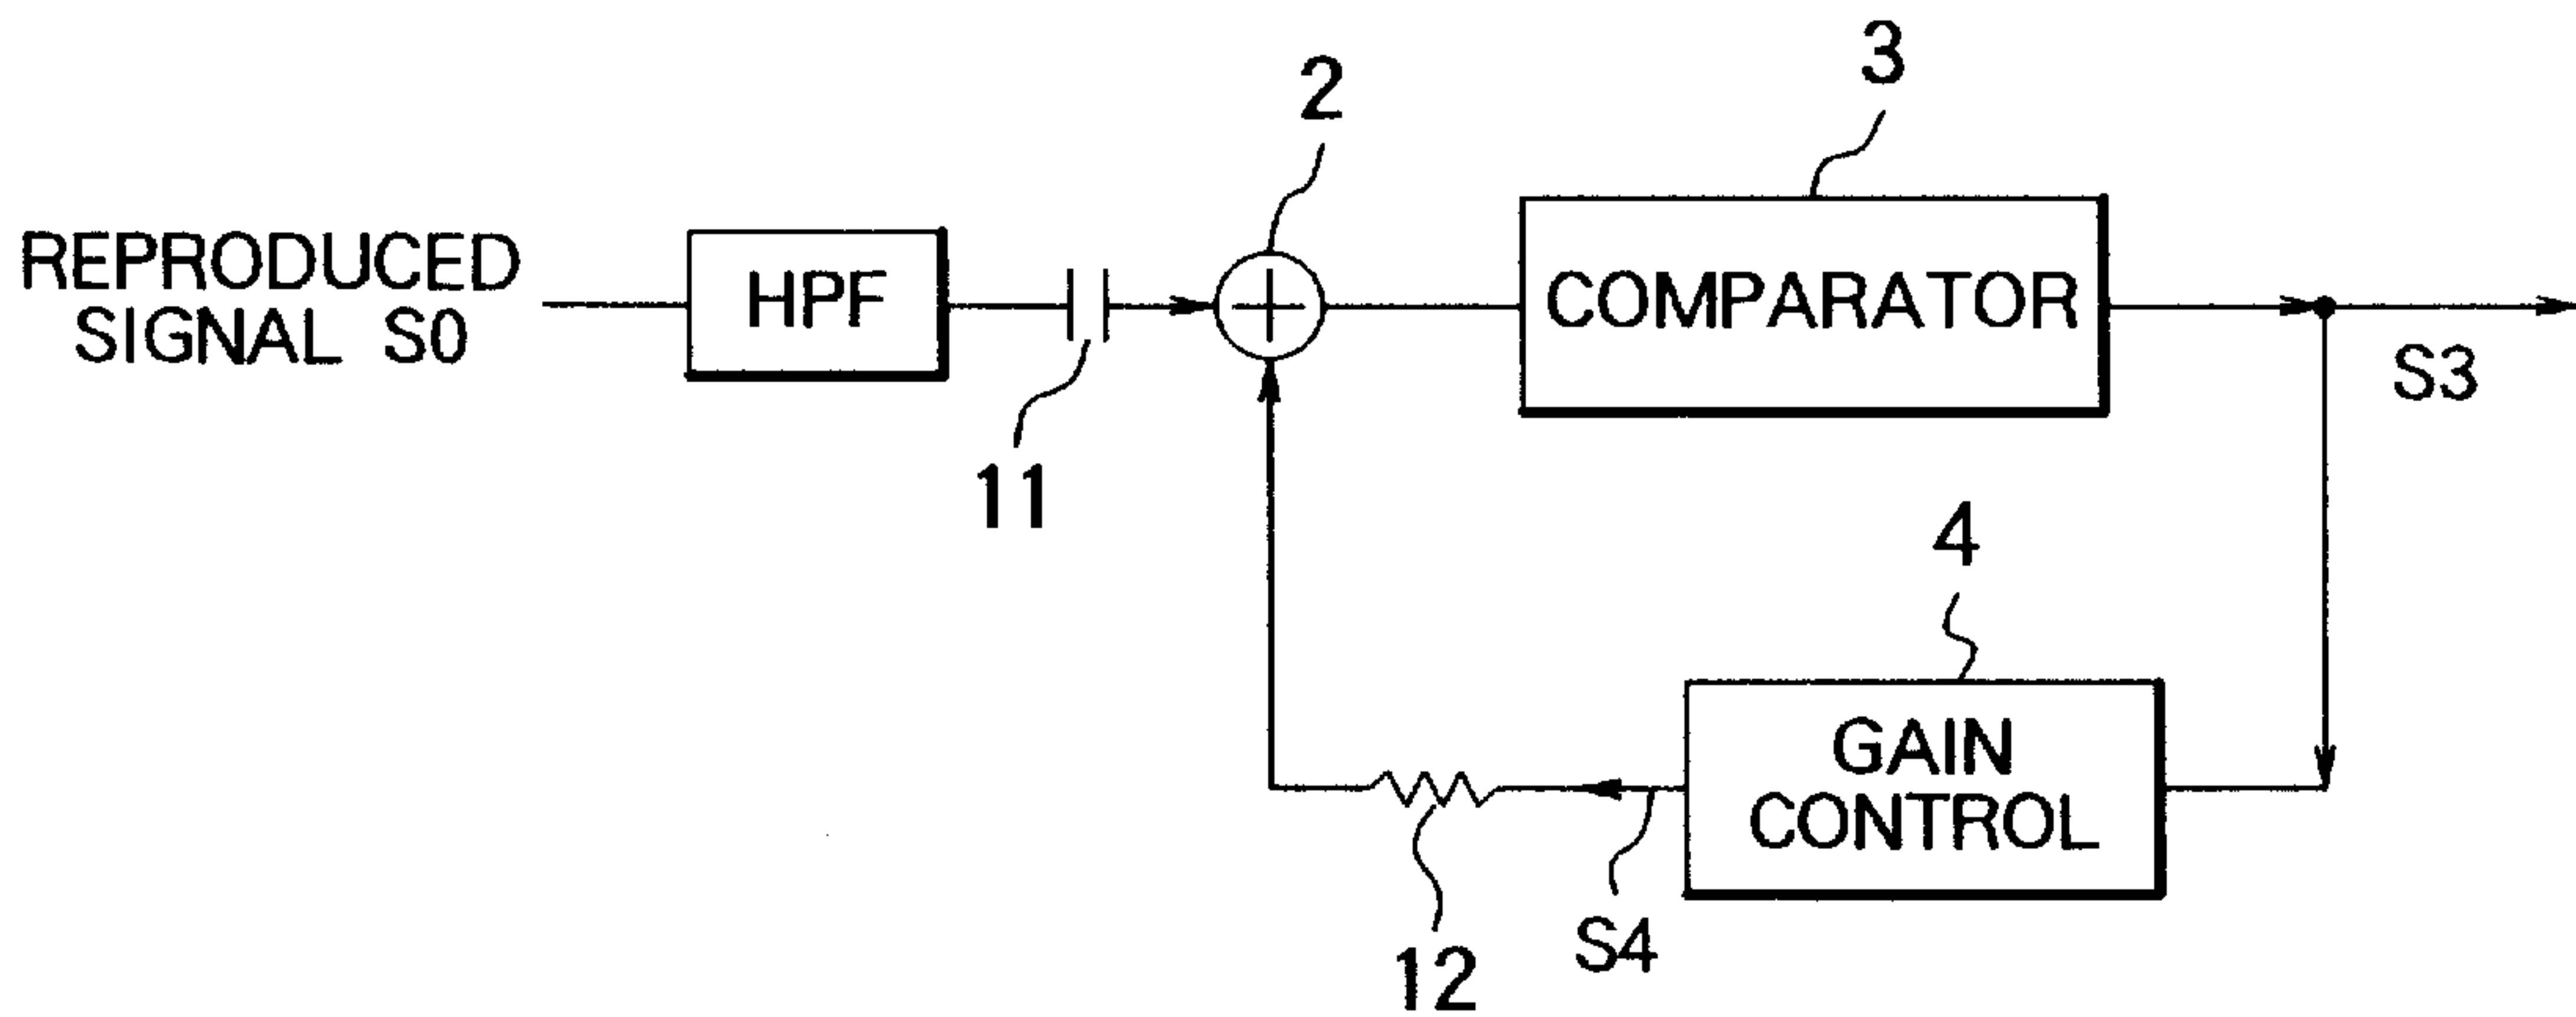 2
3
REPRODUCED
SIGNAL S0
HPF
COMPARATOR
S3
11
4
GAIN
CONTROL
12
S4